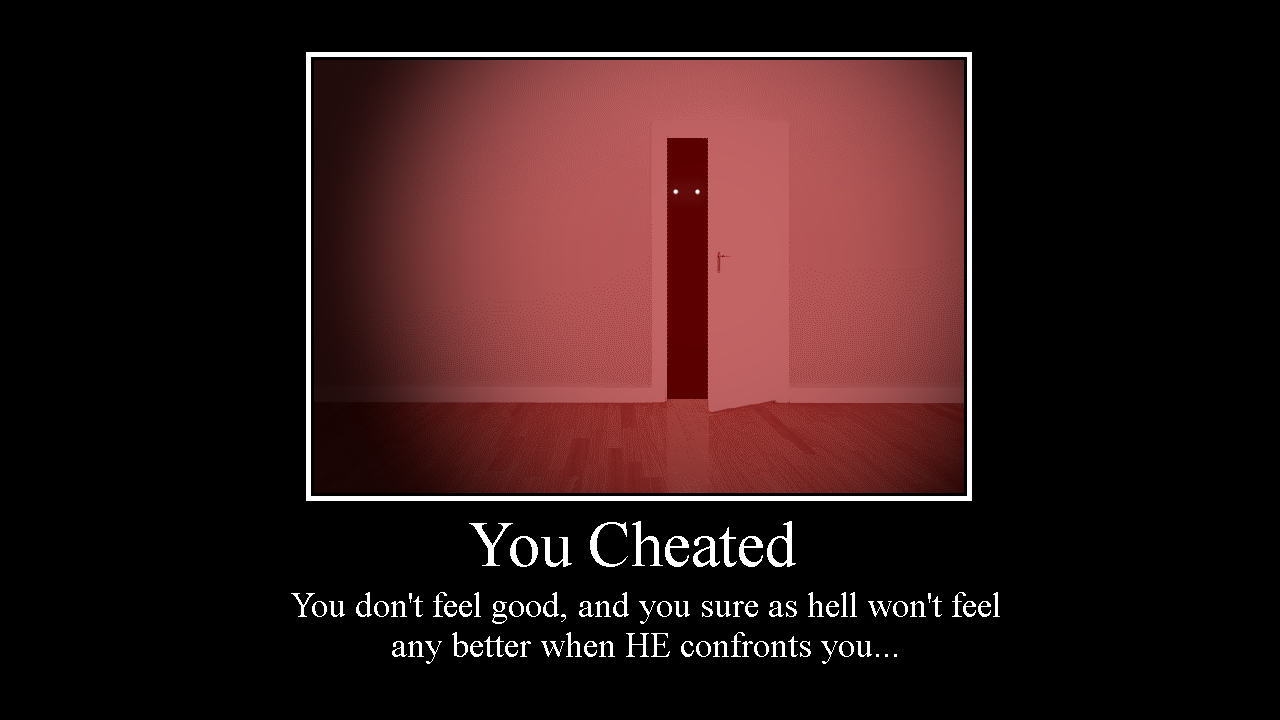 You Cheated
You don't feel good, and you sure as hell won't feel
any better when HE confronts you...